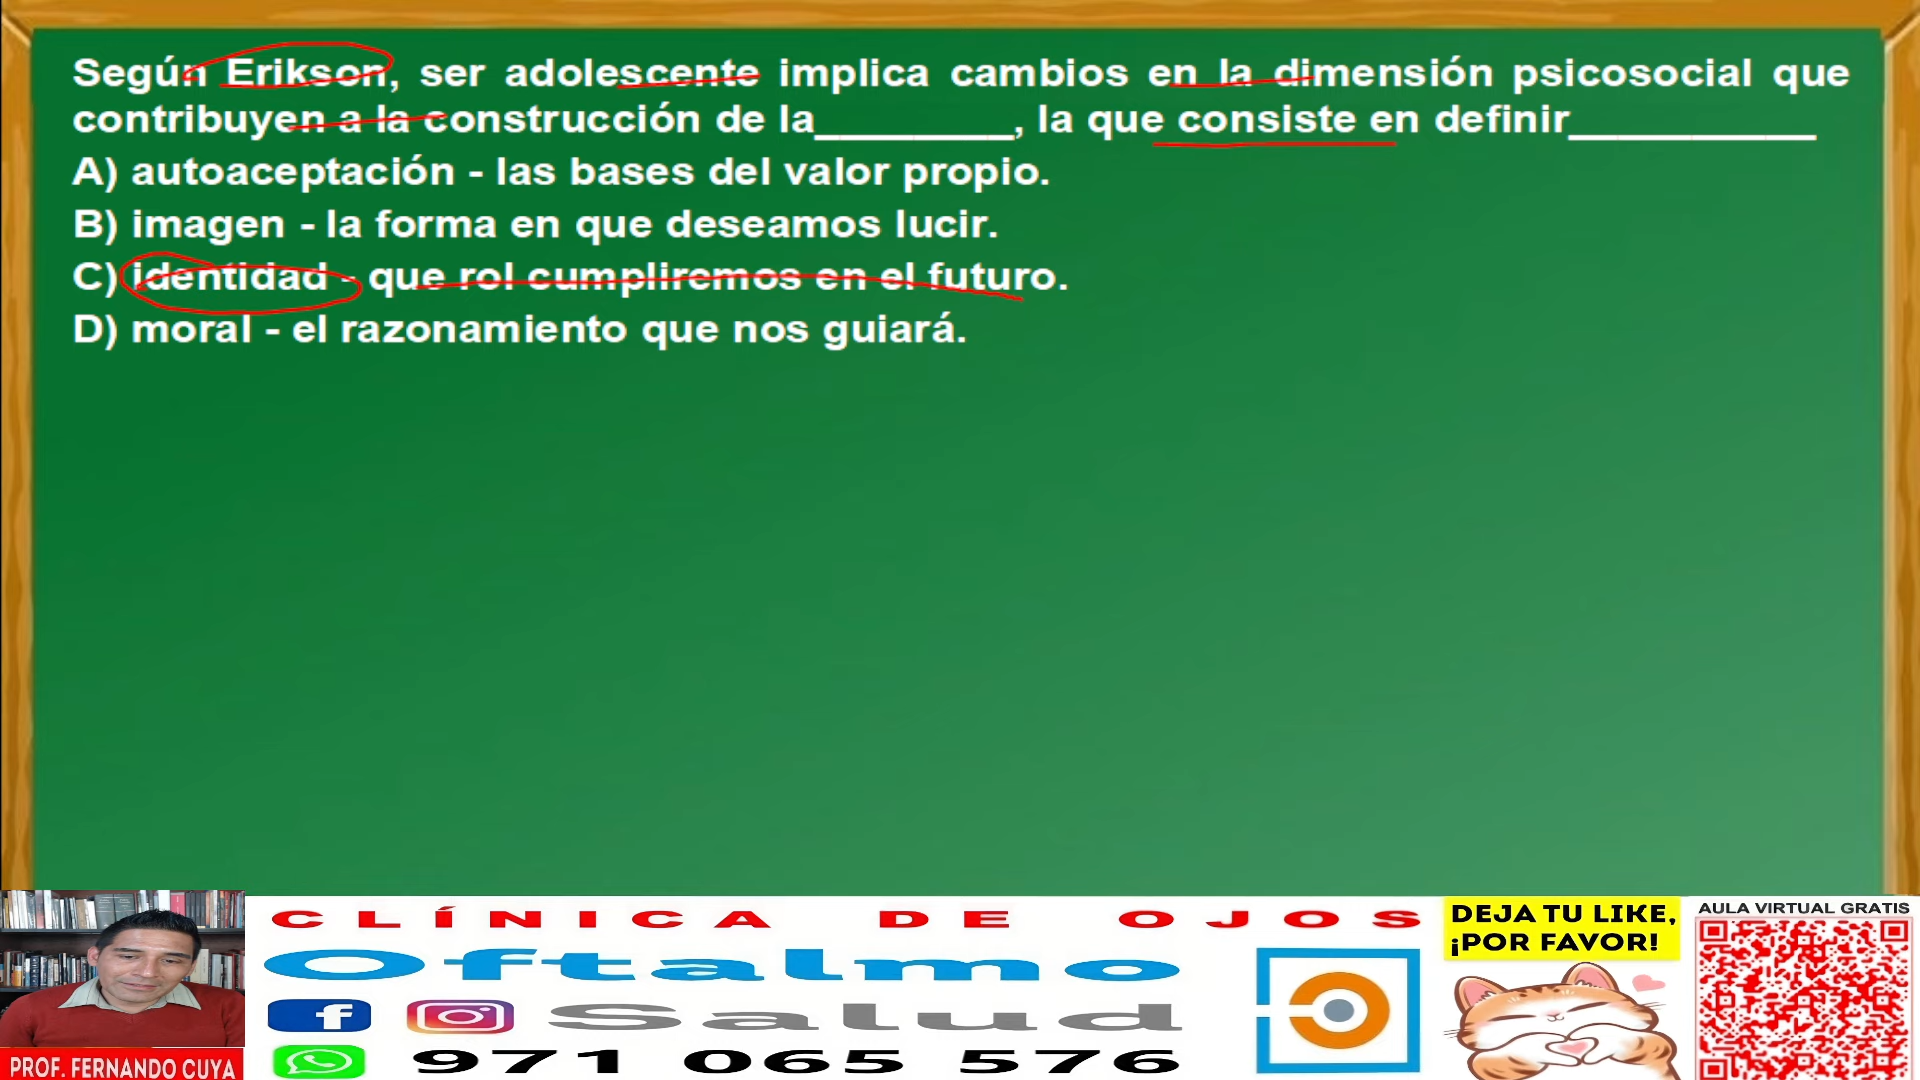 Según Erikson, ser adolescente implica cambios en la dimensión psicosocial que
contribuyen a la construcción de la________, la que consiste en definir__________
A) autoaceptación - las bases del valor propio.
B) imagen - la forma en que deseamos lucir.
C) identidad - que rol cumpliremos en el futuro.
D) moral - el razonamiento que nos guiará.
CLÍNICA DE OJOS
Oftalmo
Salud
971 065 576
DEJA TU LIKE,
¡POR FAVOR!
AULA VIRTUAL GRATIS
PROF. FERNANDO CUYA